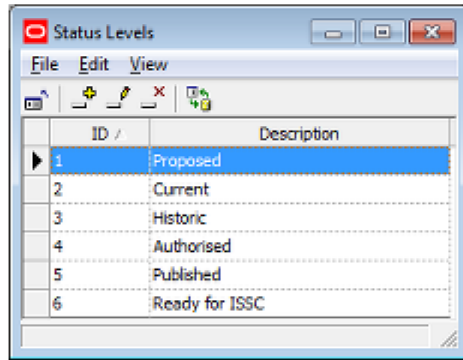 Status Levels
File Edit View
ID Description
1 Proposed
2 Current
3 Historic
4 Authorised
5 Published
6 Ready for ISSC